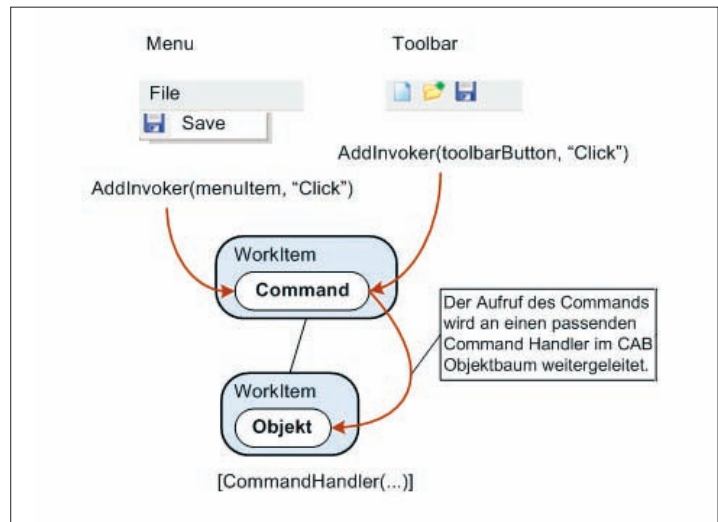 Menu
Toolbar
File
Save
AddInvoker(toolbarButton, “Click”)
AddInvoker(menuItem, “Click”)
WorkItem
Command
Der Aufruf des Commands
wird an einen passenden
Command Handler im CAB
Objektbaum weitergeleitet.
WorkItem
Objekt
[CommandHandler(...)]